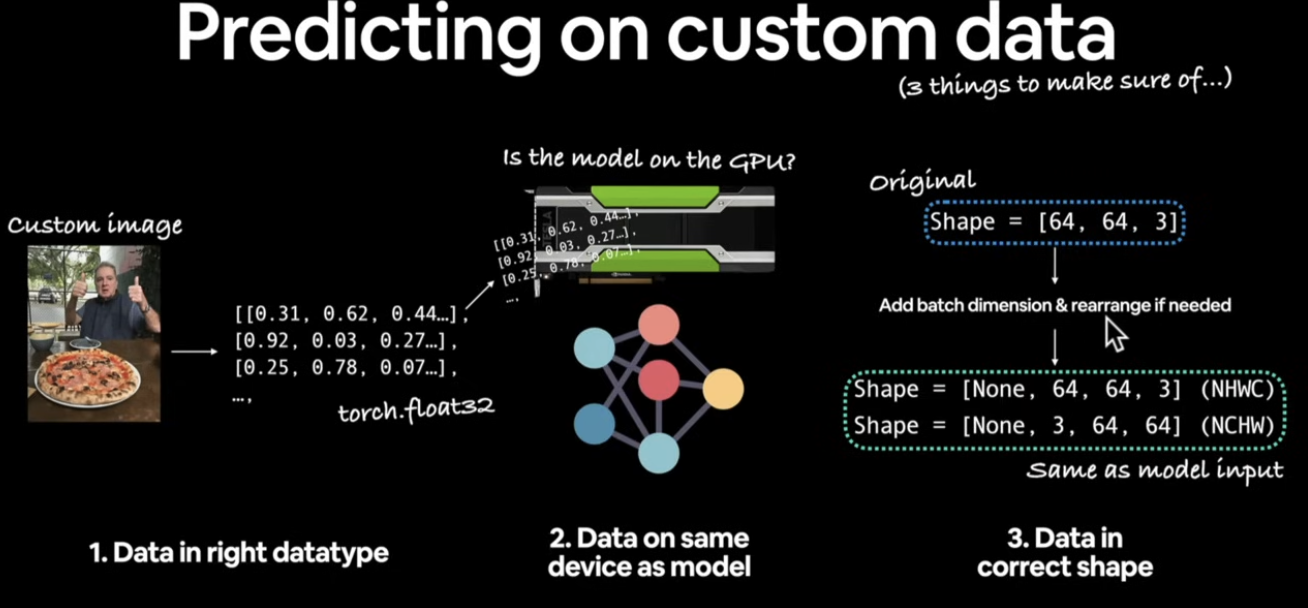 Predicting on custom data
(3 things to make sure of...)
Custom image
[[0.31, 0.62, 0.44…],
[0.92, 0.03, 0.27…],
[0.25, 0.78, 0.07…],
…,
torch.float32
1. Data in right datatype
Is the model on the GPU?
[[0.31, 0.62, 0.44…],
[0.92, 0.03, 0.27…],
[0.25, 0.78, 0.07…],
…,
2. Data on same
device as model
Original
Shape = [64, 64, 3]
Add batch dimension & rearrange if needed
Shape = [None, 64, 64, 3] (NHWC)
Shape = [None, 3, 64, 64] (NCHW)
Same as model input
3. Data in
correct shape